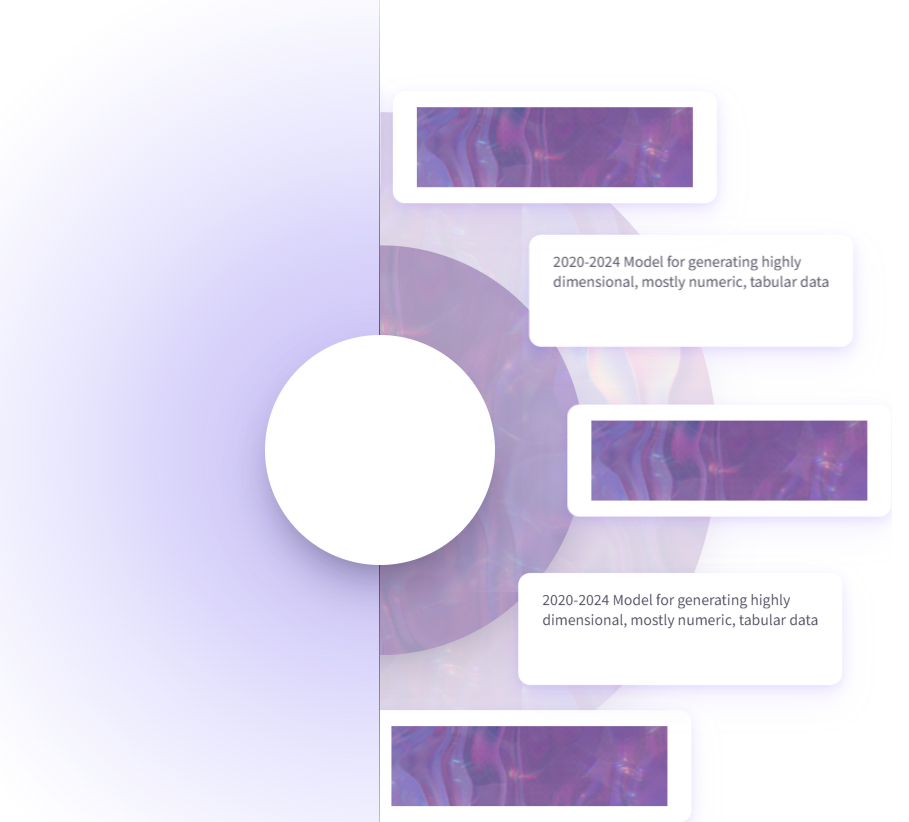 2020-2024 Model for generating highly
dimensional, mostly numeric, tabular data
2020-2024 Model for generating highly
dimensional, mostly numeric, tabular data